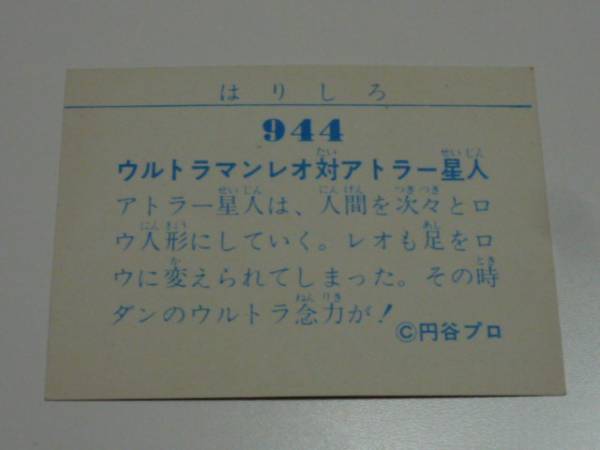 はりしろ
944
ウルトラマンレオ対アトラー星人
アトラー星人は、人間を次々とロ
ウ人形にしていく。レオも足をロ
ウに変えられてしまった。その時
ダンのウルトラ念力が!
©円谷プロ